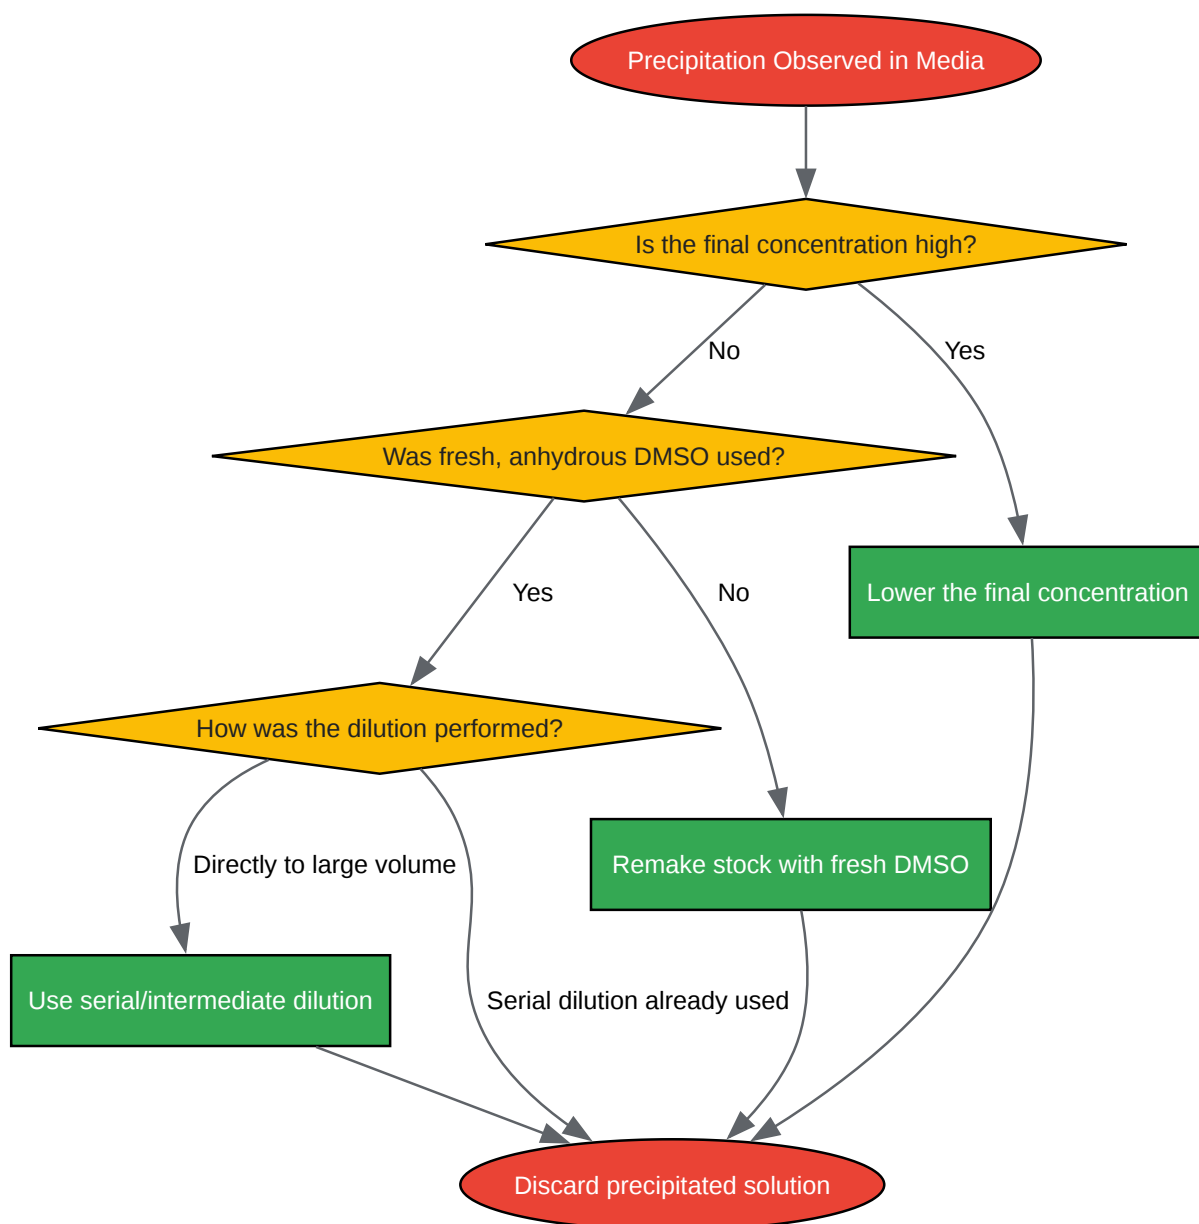 Precipitation Observed in Media
Is the final concentration high?
No
Yes
Was fresh, anhydrous DMSO used?
Yes
No
Lower the final concentration
How was the dilution performed?
Directly to large volume
Remake stock with fresh DMSO
Use serial/intermediate dilution
Serial dilution already used
Discard precipitated solution